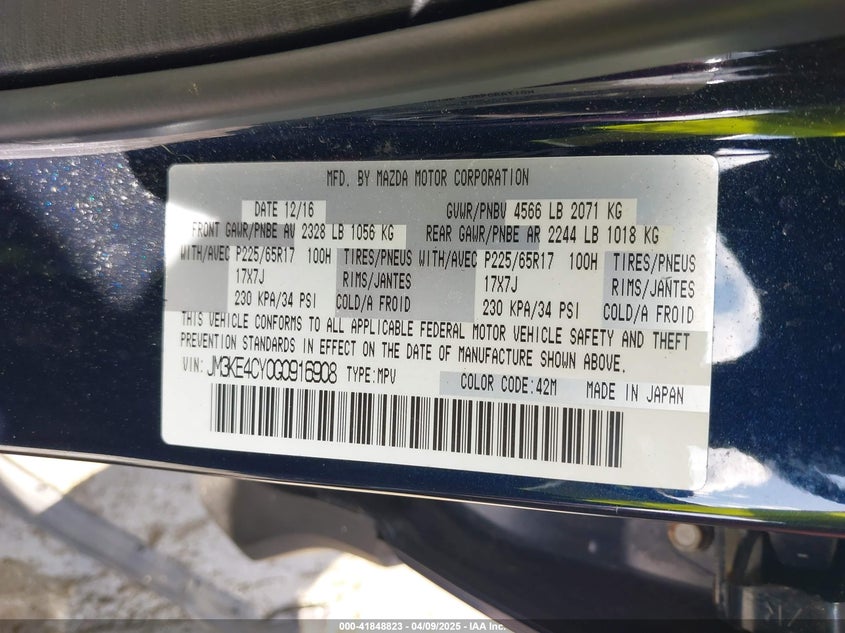 MFD. BY MAZDA MOTOR CORPORATION
DATE 12/16 GVWR/PNBV 4566 LB 2071 KG
FRONT GAWR/PNBE AV 2328 LB 1056 KG REAR GAWR/PNBE AR 2244 LB 1018 KG
WITH/AVEC P225/65R17 100H TIRES/PNEUS WITH/AVEC P225/65R17 100H TIRES/PNEUS
17X7J RIMS/JANTES 17X7J RIMS/JANTES
230 KPA/34 PSI COLD/A FROID 230 KPA/34 PSI COLD/A FROID
THIS VEHICLE CONFORMS TO ALL APPLICABLE FEDERAL MOTOR VEHICLE SAFETY AND THEFT
PREVENTION STANDARDS IN EFFECT ON THE DATE OF MANUFACTURE SHOWN ABOVE.
VIN: JM3KE4CY0G0916908 TYPE:MPV COLOR CODE:42M MADE IN JAPAN
000-41848823 - 04/09/2025 - IAA Inc.